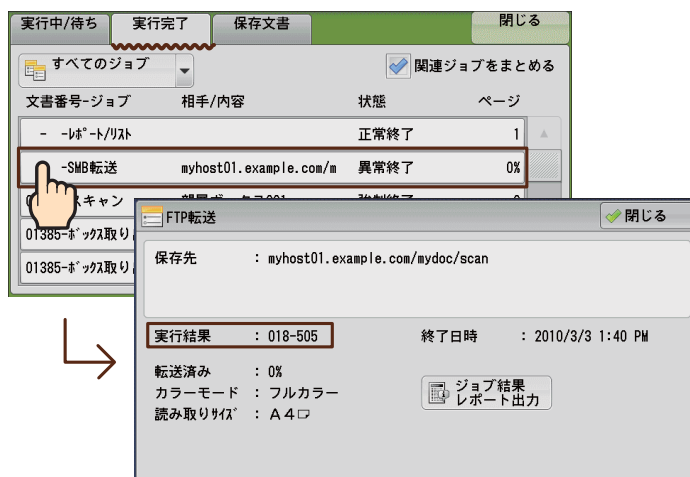 実行中/待ち 実行完了 保存文書 閉じる
すべてのジョブ 関連ジョブをまとめる
文書番号-ジョブ 相手/内容 状態 ページ
- -ﾚﾎﾟｰﾄ/ﾘｽﾄ 正常終了 1
-SMB転送 myhost01.example.com/m 異常終了 0%
キャン
01385-ﾎﾞｯｸｽ取り
01385-ﾎﾞｯｸｽ取り
FTP転送 閉じる
保存先 : myhost01.example.com/mydoc/scan
実行結果 : 018-505 終了日時 : 2010/3/3 1:40 PM
転送済み : 0%
カラーモード : フルカラー
読み取りｻｲｽﾞ : A4
ジョブ結果
レポート出力